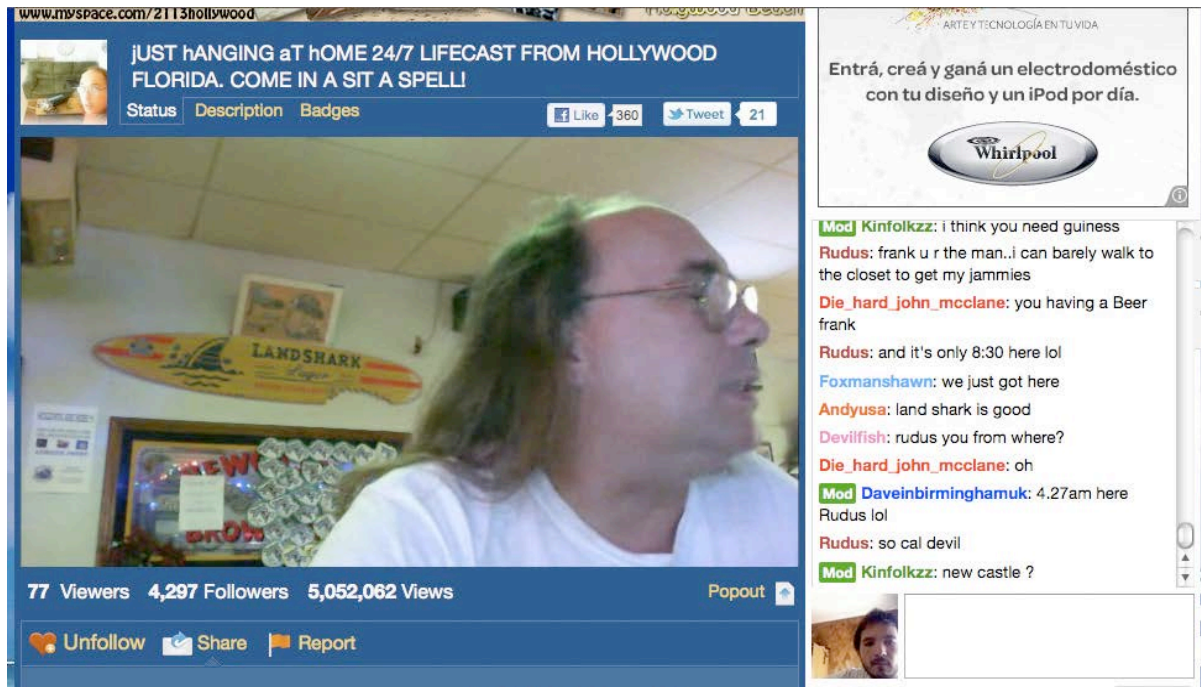 www.myspace.com/2113hollywood
jUST hANGING aT hOME 24/7 LIFECAST FROM HOLLYWOOD
FLORIDA. COME IN A SIT A SPELL!
Status Description Badges
Like 360 Tweet 21
LANDSHARK
Lager
77 Viewers 4,297 Followers 5,052,062 Views
Popout
Unfollow Share Report
ARTE Y TECNOLOGÍA EN TU VIDA
Entrá, creá y ganá un electrodoméstico
con tu diseño y un iPod por día.
Whirlpool
Mod Kinfolkzz: i think you need guiness
Rudus: frank u r the man..i can barely walk to
the closet to get my jammies
Die_hard_john_mcclane: you having a Beer
frank
Rudus: and it's only 8:30 here lol
Foxmanshawn: we just got here
Andyusa: land shark is good
Devilfish: rudus you from where?
Die_hard_john_mcclane: oh
Mod Daveinbirminghamuk: 4.27am here
Rudus lol
Rudus: so cal devil
Mod Kinfolkzz: new castle ?